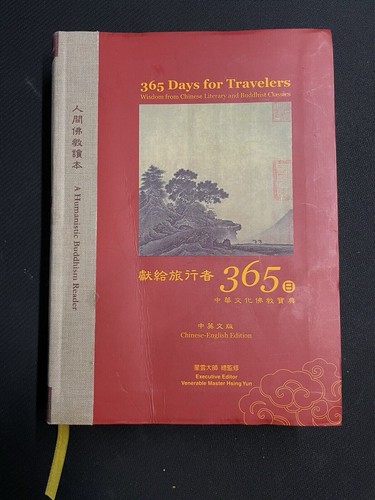 人間佛教讀本
A Humanistic Buddhism Reader
365 Days for Travelers
Wisdom from Chinese Literary and Buddhist Classics
獻給旅行者365日
中華文化佛教寶典
中英文版
Chinese-English Edition
星雲大師 總監修
Executive Editor
Venerable Master Hsing Yun